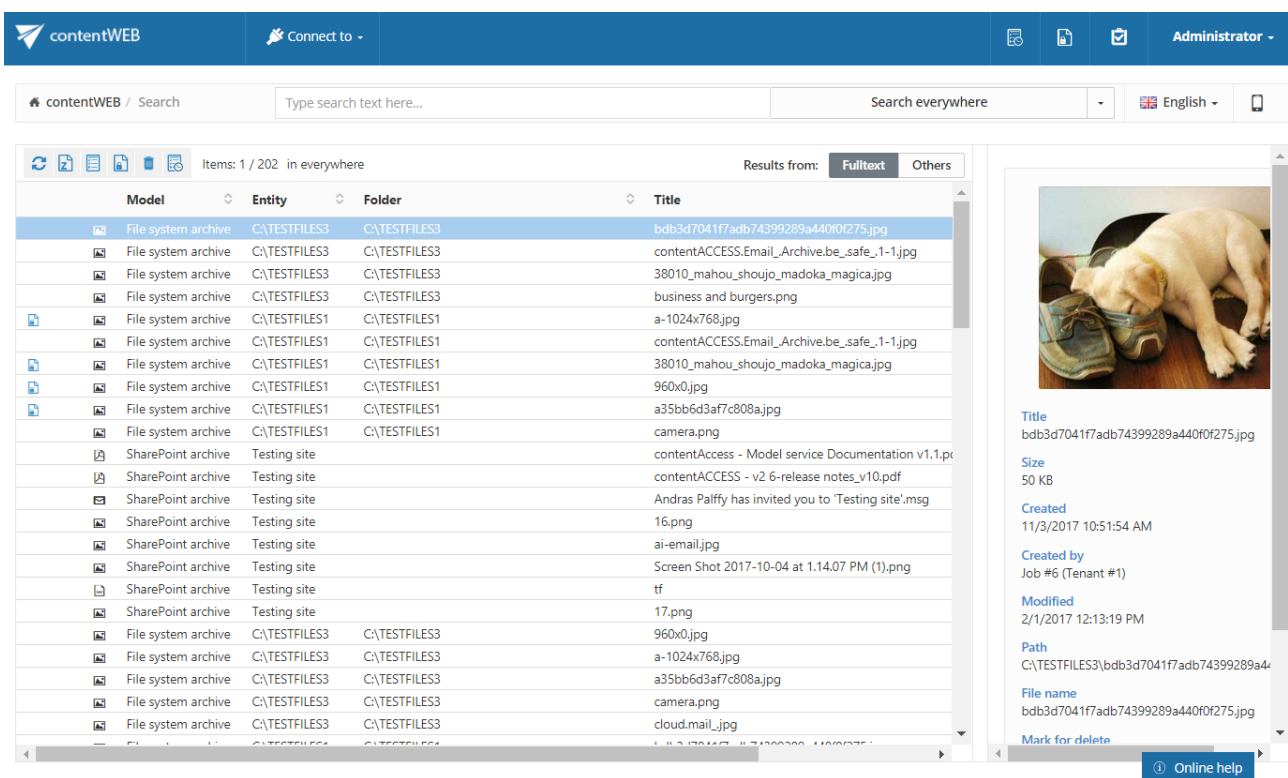 contentWEB Connect to Administrator
contentWEB / Search Type search text here... Search everywhere English
Items: 1 / 202 in everywhere Results from: Fulltext Others
Model Entity Folder Title
File system archive C:\TESTFILES3 C:\TESTFILES3 bdb3d7041f7adb74399289a440f0f275.jpg
File system archive C:\TESTFILES3 C:\TESTFILES3 contentACCESS.Email_.Archive.be_.safe_.1-1.jpg
File system archive C:\TESTFILES3 C:\TESTFILES3 38010_mahou_shoujo_madoka_magica.jpg
File system archive C:\TESTFILES3 C:\TESTFILES3 business and burgers.png
File system archive C:\TESTFILES1 C:\TESTFILES1 a-1024x768.jpg
File system archive C:\TESTFILES1 C:\TESTFILES1 contentACCESS.Email_.Archive.be_.safe_.1-1.jpg
File system archive C:\TESTFILES1 C:\TESTFILES1 38010_mahou_shoujo_madoka_magica.jpg
File system archive C:\TESTFILES1 C:\TESTFILES1 960x0.jpg
File system archive C:\TESTFILES1 C:\TESTFILES1 a35bb6d3af7c808a.jpg
File system archive C:\TESTFILES1 C:\TESTFILES1 camera.png
SharePoint archive Testing site contentAccess - Model service Documentation v1.1.p
SharePoint archive Testing site contentACCESS - v2 6-release notes_v10.pdf
SharePoint archive Testing site Andras Palffy has invited you to 'Testing site'.msg
SharePoint archive Testing site 16.png
SharePoint archive Testing site ai-email.jpg
SharePoint archive Testing site Screen Shot 2017-10-04 at 1.14.07 PM (1).png
SharePoint archive Testing site tf
SharePoint archive Testing site 17.png
File system archive C:\TESTFILES3 C:\TESTFILES3 960x0.jpg
File system archive C:\TESTFILES3 C:\TESTFILES3 a-1024x768.jpg
File system archive C:\TESTFILES3 C:\TESTFILES3 a35bb6d3af7c808a.jpg
File system archive C:\TESTFILES3 C:\TESTFILES3 camera.png
File system archive C:\TESTFILES3 C:\TESTFILES3 cloud.mail_.jpg
Title
bdb3d7041f7adb74399289a440f0f275.jpg
Size
50 KB
Created
11/3/2017 10:51:54 AM
Created by
Job #6 (Tenant #1)
Modified
2/1/2017 12:13:19 PM
Path
C:\TESTFILES3\bdb3d7041f7adb74399289a4
File name
bdb3d7041f7adb74399289a440f0f275.jpg
Mark for delete
Online help